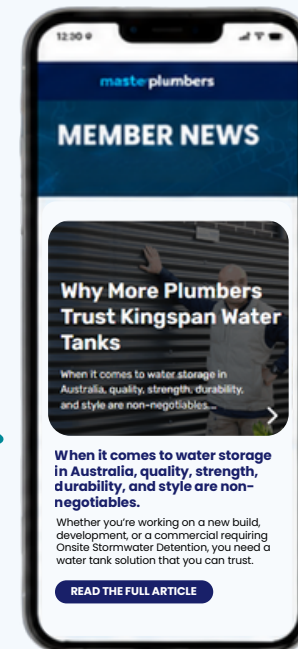 12:30
master plumbers
MEMBER NEWS
Why More Plumbers
Trust Kingspan Water
Tanks
When it comes to water storage in
Australia, quality, strength, durability,
and style are non-negotiables...
When it comes to water storage
in Australia, quality, strength,
durability, and style are non-
negotiables.
Whether you're working on a new build,
development, or a commercial requiring
Onsite Stormwater Detention, you need a
water tank solution that you can trust.
READ THE FULL ARTICLE